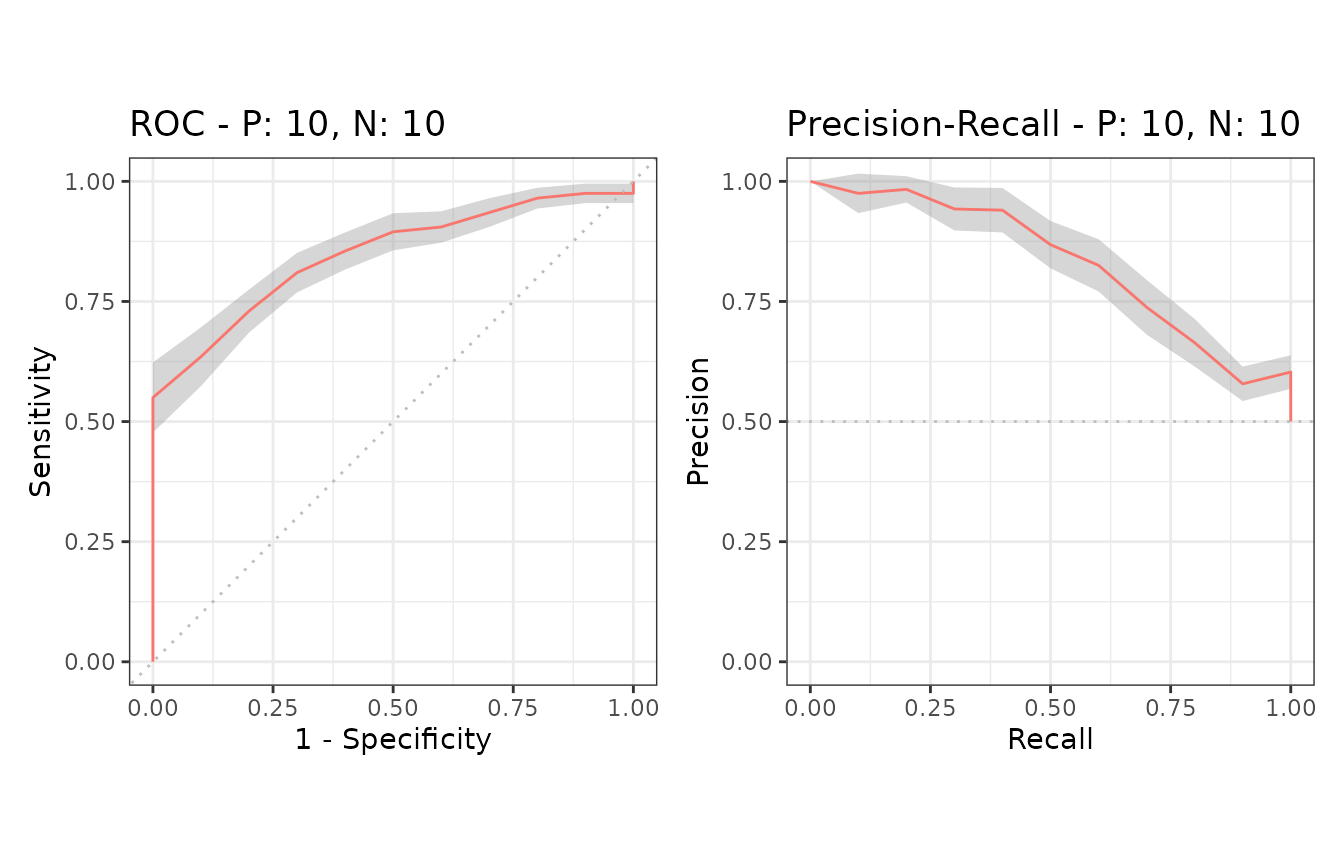 ROC - P: 10, N: 10
Sensitivity
1.00
0.75
0.50
0.25
0.00
0.00 0.25 0.50 0.75 1.00
1 - Specificity
Precision-Recall - P: 10, N: 10
Precision
1.00
0.75
0.50
0.25
0.00
0.00 0.25 0.50 0.75 1.00
Recall